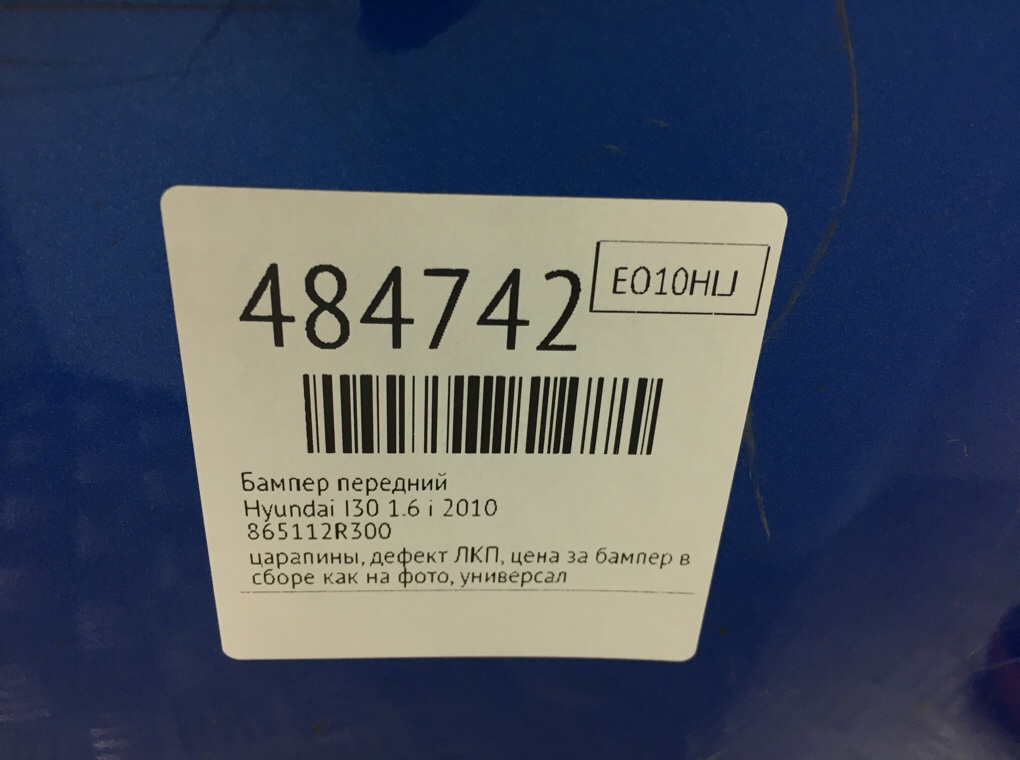 484742
EO10HIJ
Бампер передний
Hyundai I30 1.6 i 2010
865112R300
царапины, дефект ЛКП, цена за бампер в
сборе как на фото, универсал